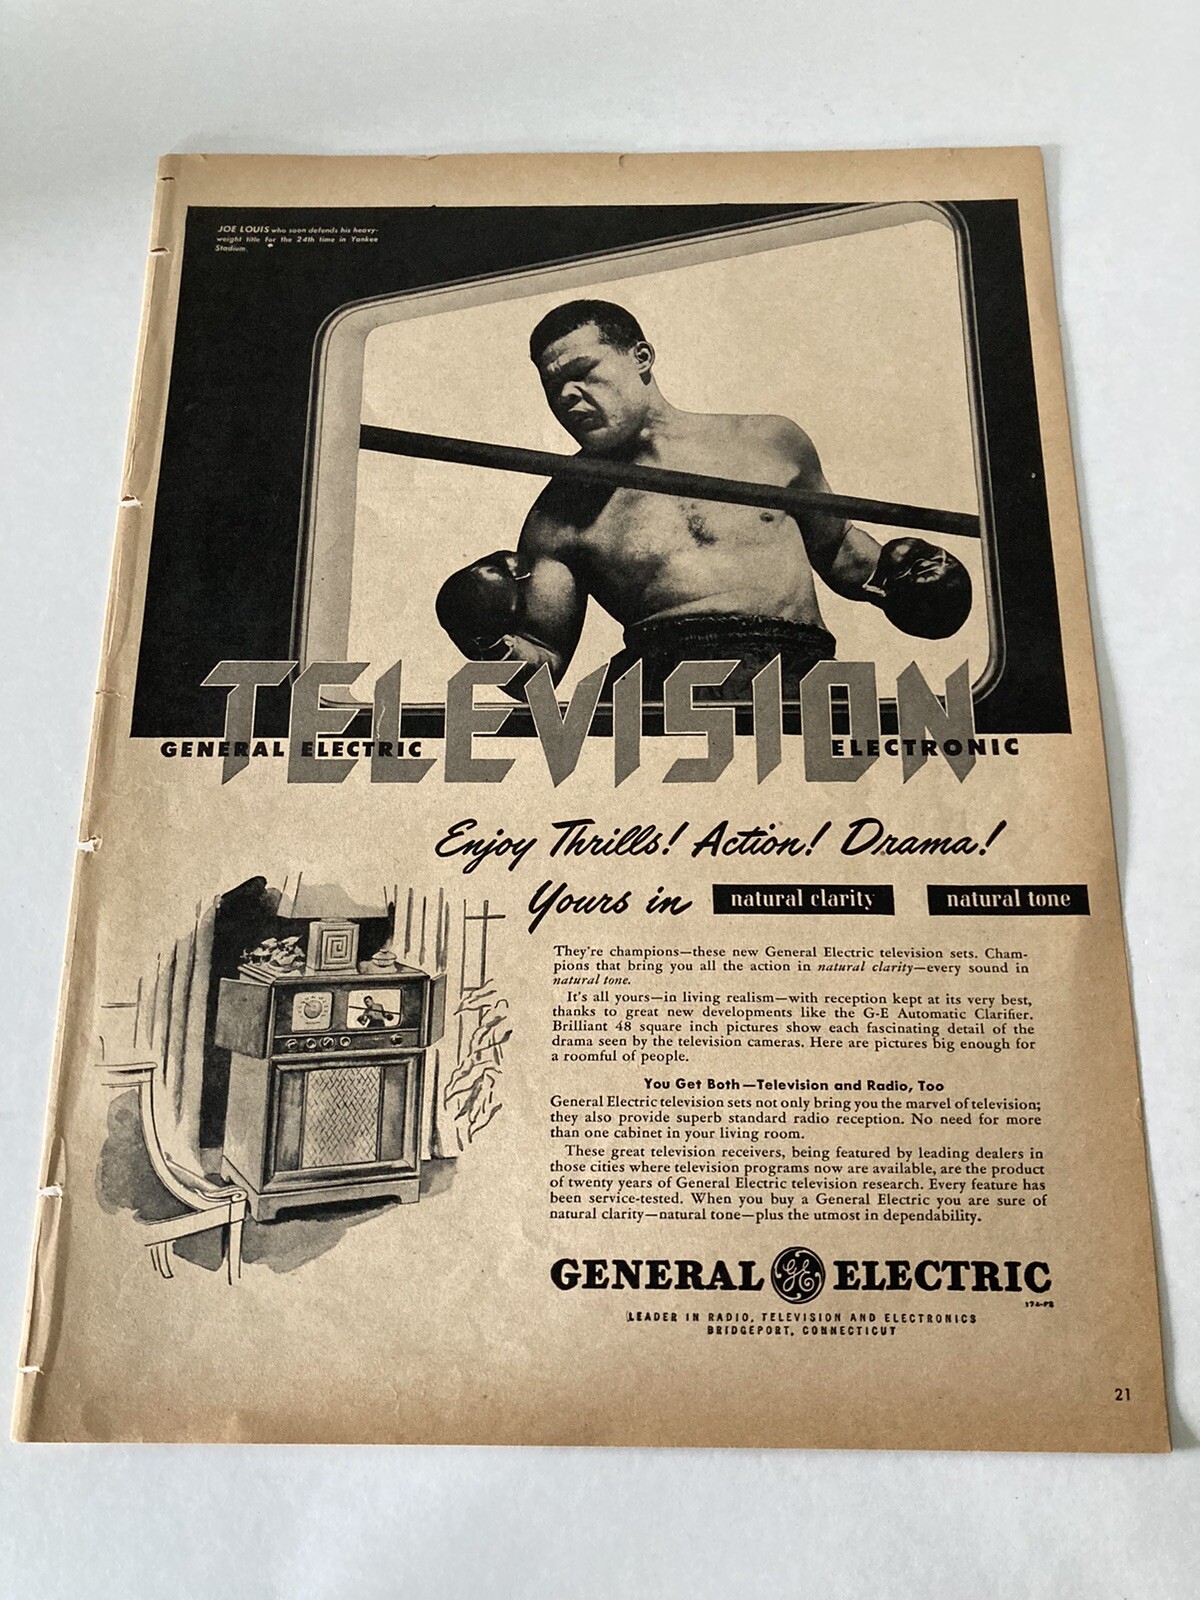 JOE LOUIS who soon defends his heavy-
weight title for the 24th time in Yankee
Stadium.
TELEVISION
GENERAL ELECTRIC
ELECTRONIC
Enjoy Thrills! Action! Drama!
Yours in natural clarity natural tone
They're champions—these new General Electric television sets. Cham-
pions that bring you all the action in natural clarity—every sound in
natural tone.
It's all yours—in living realism—with reception kept at its very best,
thanks to great new developments like the G-E Automatic Clarifier.
Brilliant 48 square inch pictures show each fascinating detail of the
drama seen by the television cameras. Here are pictures big enough for
a roomful of people.
You Get Both—Television and Radio, Too
General Electric television sets not only bring you the marvel of television;
they also provide superb standard radio reception. No need for more
than one cabinet in your living room.
These great television receivers, being featured by leading dealers in
those cities where television programs now are available, are the product
of twenty years of General Electric television research. Every feature has
been service-tested. When you buy a General Electric you are sure of
natural clarity—natural tone—plus the utmost in dependability.
GENERAL GE ELECTRIC
LEADER IN RADIO, TELEVISION AND ELECTRONICS
BRIDGEPORT, CONNECTICUT
21